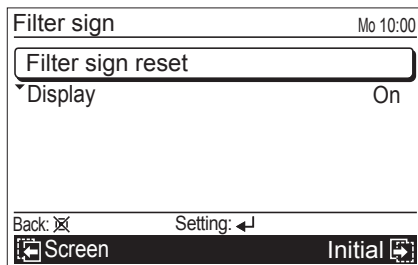 Filter sign Mo 10:00
Filter sign reset
Display On
Back: Setting:
Screen Initial